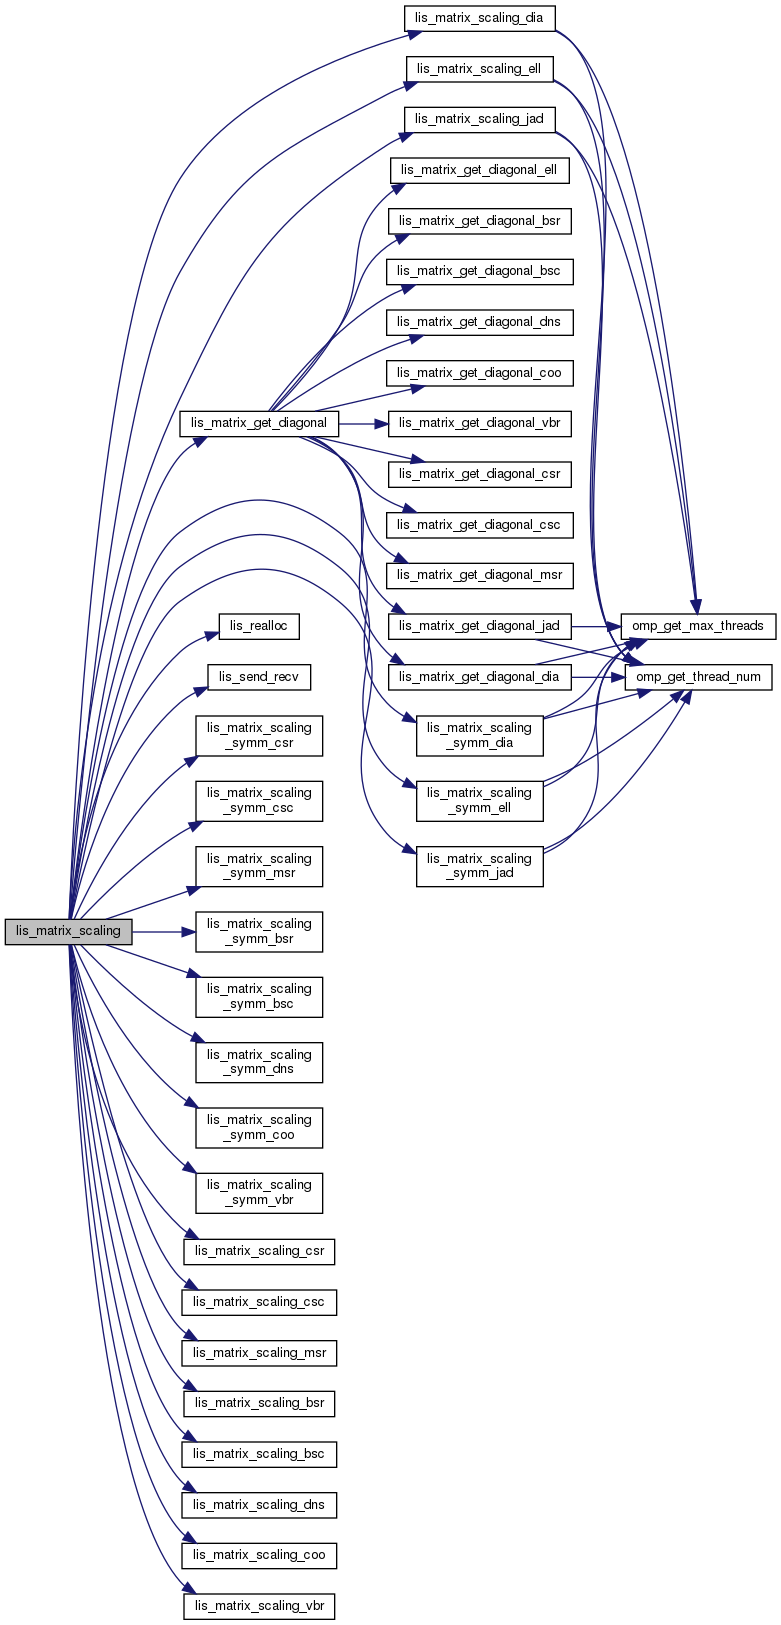 lis_matrix_scaling_dia
lis_matrix_scaling_ell
lis_matrix_scaling_jad
lis_matrix_get_diagonal_ell
lis_matrix_get_diagonal_bsr
lis_matrix_get_diagonal_bsc
lis_matrix_get_diagonal_dns
lis_matrix_get_diagonal_coo
lis_matrix_get_diagonal
lis_matrix_get_diagonal_vbr
lis_matrix_get_diagonal_csr
lis_matrix_get_diagonal_csc
lis_matrix_get_diagonal_msr
lis_realloc
lis_matrix_get_diagonal_jad
omp_get_max_threads
lis_send_recv
lis_matrix_get_diagonal_dia
omp_get_thread_num
lis_matrix_scaling
_symm_csr
lis_matrix_scaling
_symm_dia
lis_matrix_scaling
_symm_csc
lis_matrix_scaling
_symm_ell
lis_matrix_scaling
_symm_msr
lis_matrix_scaling
_symm_jad
lis_matrix_scaling
lis_matrix_scaling
_symm_bsr
lis_matrix_scaling
_symm_bsc
lis_matrix_scaling
_symm_dns
lis_matrix_scaling
_symm_coo
lis_matrix_scaling
_symm_vbr
lis_matrix_scaling_csr
lis_matrix_scaling_csc
lis_matrix_scaling_msr
lis_matrix_scaling_bsr
lis_matrix_scaling_bsc
lis_matrix_scaling_dns
lis_matrix_scaling_coo
lis_matrix_scaling_vbr